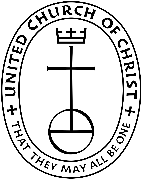 UNITED CHURCH OF CHRIST
THAT THEY MAY ALL BE ONE